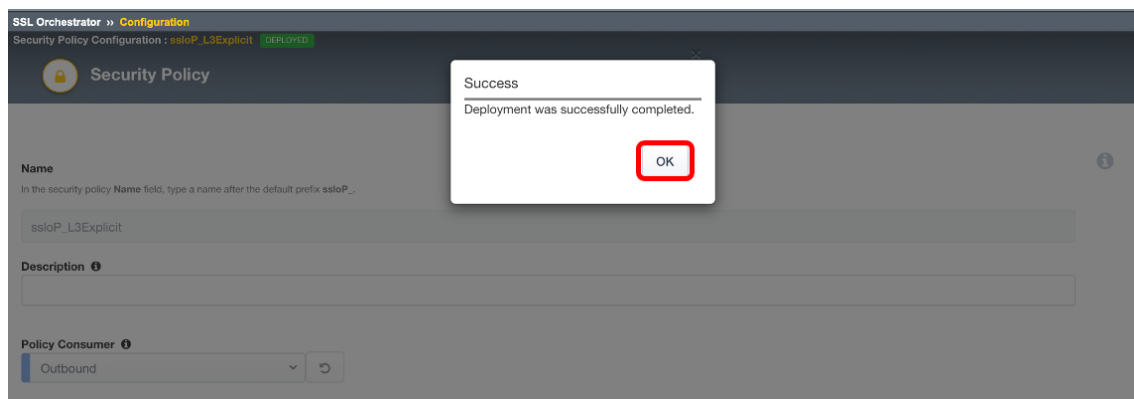 SSL Orchestrator ›› Configuration
Security Policy Configuration : ssloP_L3Explicit DEPLOYED
Security Policy
Success
Deployment was successfully completed.
OK
Name
In the security policy Name field, type a name after the default prefix ssloP_.
ssloP_L3Explicit
Description
Policy Consumer
Outbound